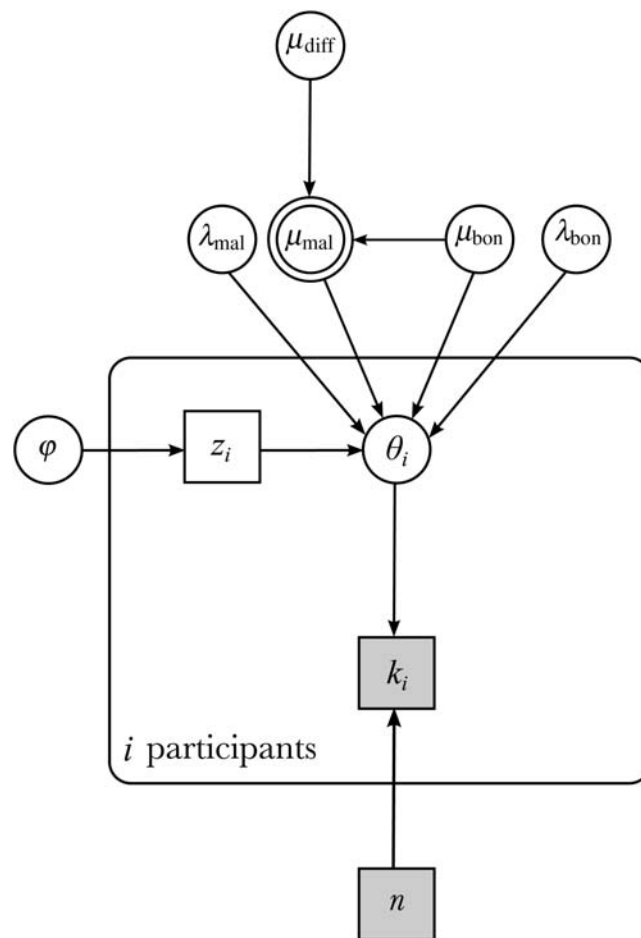 μdiff
λmal μmal μbon λbon
φ zi θi
ki
i participants
n